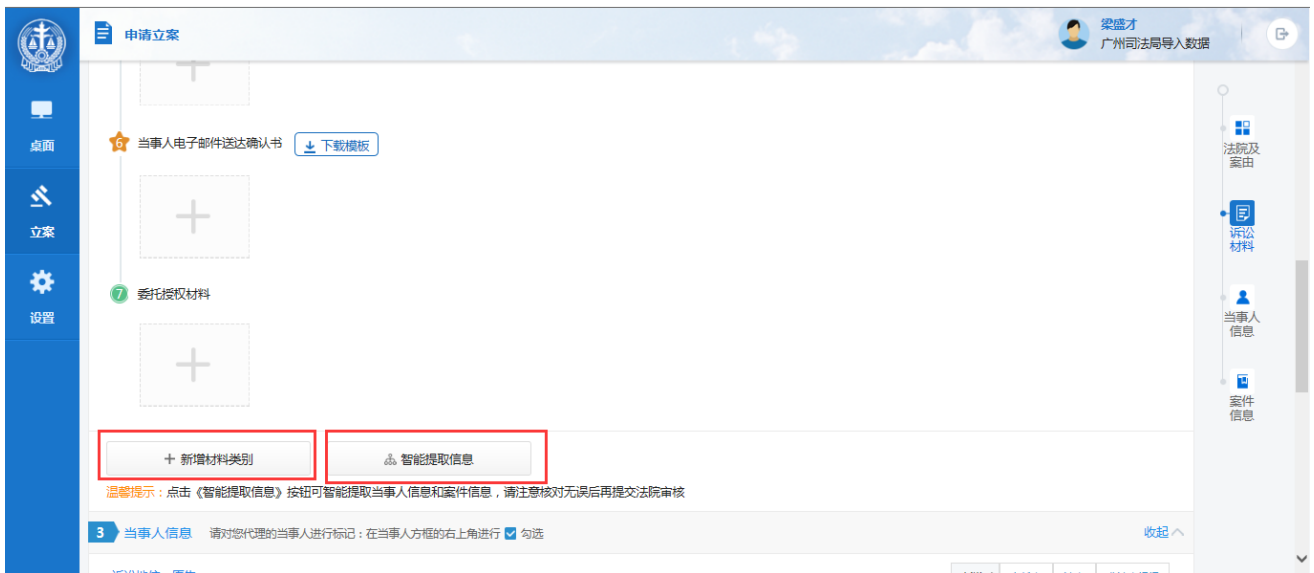 申请立案
梁盛才
广州司法局导入数据
桌面
立案
设置
6 当事人电子邮件送达确认书 下载模板
7 委托授权材料
新增材料类别
智能提取信息
温馨提示：点击《智能提取信息》按钮可智能提取当事人信息和案件信息，请注意核对无误后再提交法院审核
3 当事人信息 请对您代理的当事人进行标记：在当事人方框的右上角进行 勾选 收起
法院及
案由
诉讼
材料
当事人
信息
案件
信息